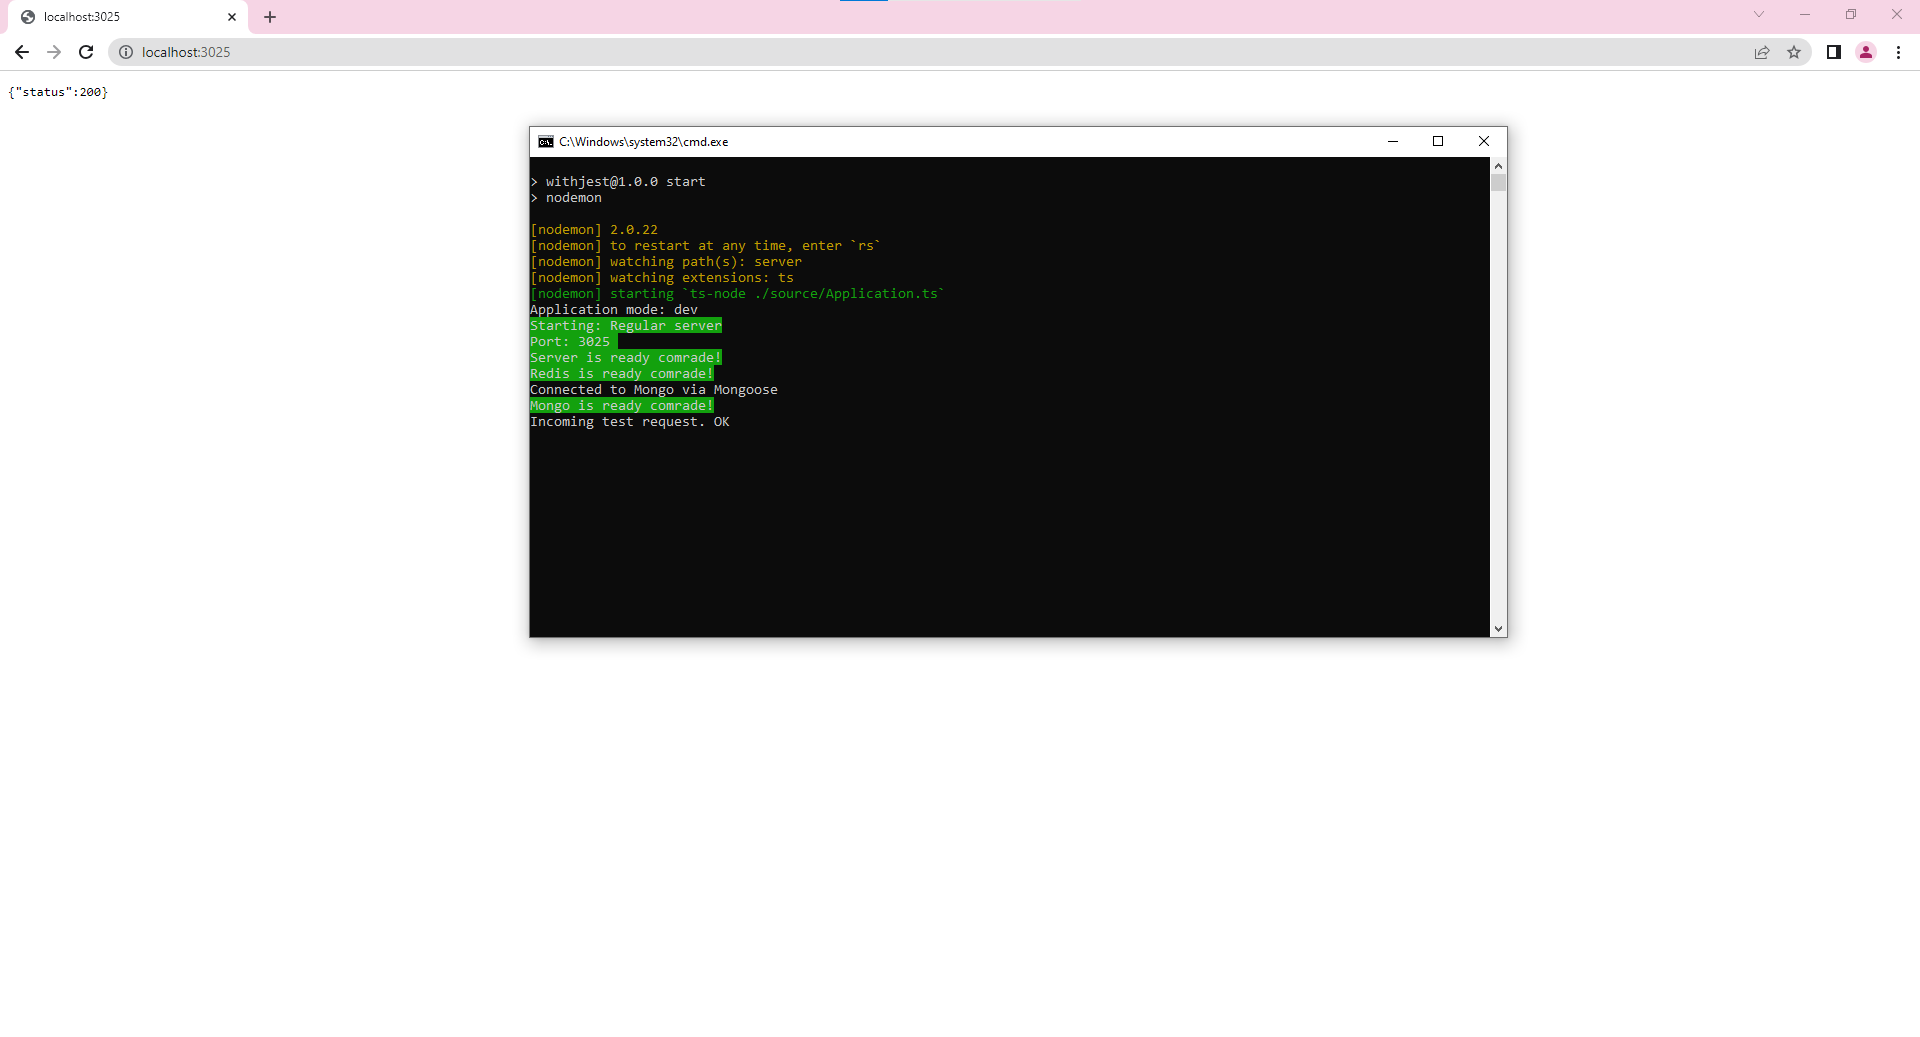 localhost:3025
localhost:3025
{"status":200}
C:\Windows\system32\cmd.exe
> withjest@1.0.0 start
> nodemon
[nodemon] 2.0.22
[nodemon] to restart at any time, enter `rs`
[nodemon] watching path(s): server
[nodemon] watching extensions: ts
[nodemon] starting `ts-node ./source/Application.ts`
Application mode: dev
Starting: Regular server
Port: 3025
Server is ready comrade!
Redis is ready comrade!
Connected to Mongo via Mongoose
Mongo is ready comrade!
Incoming test request. OK